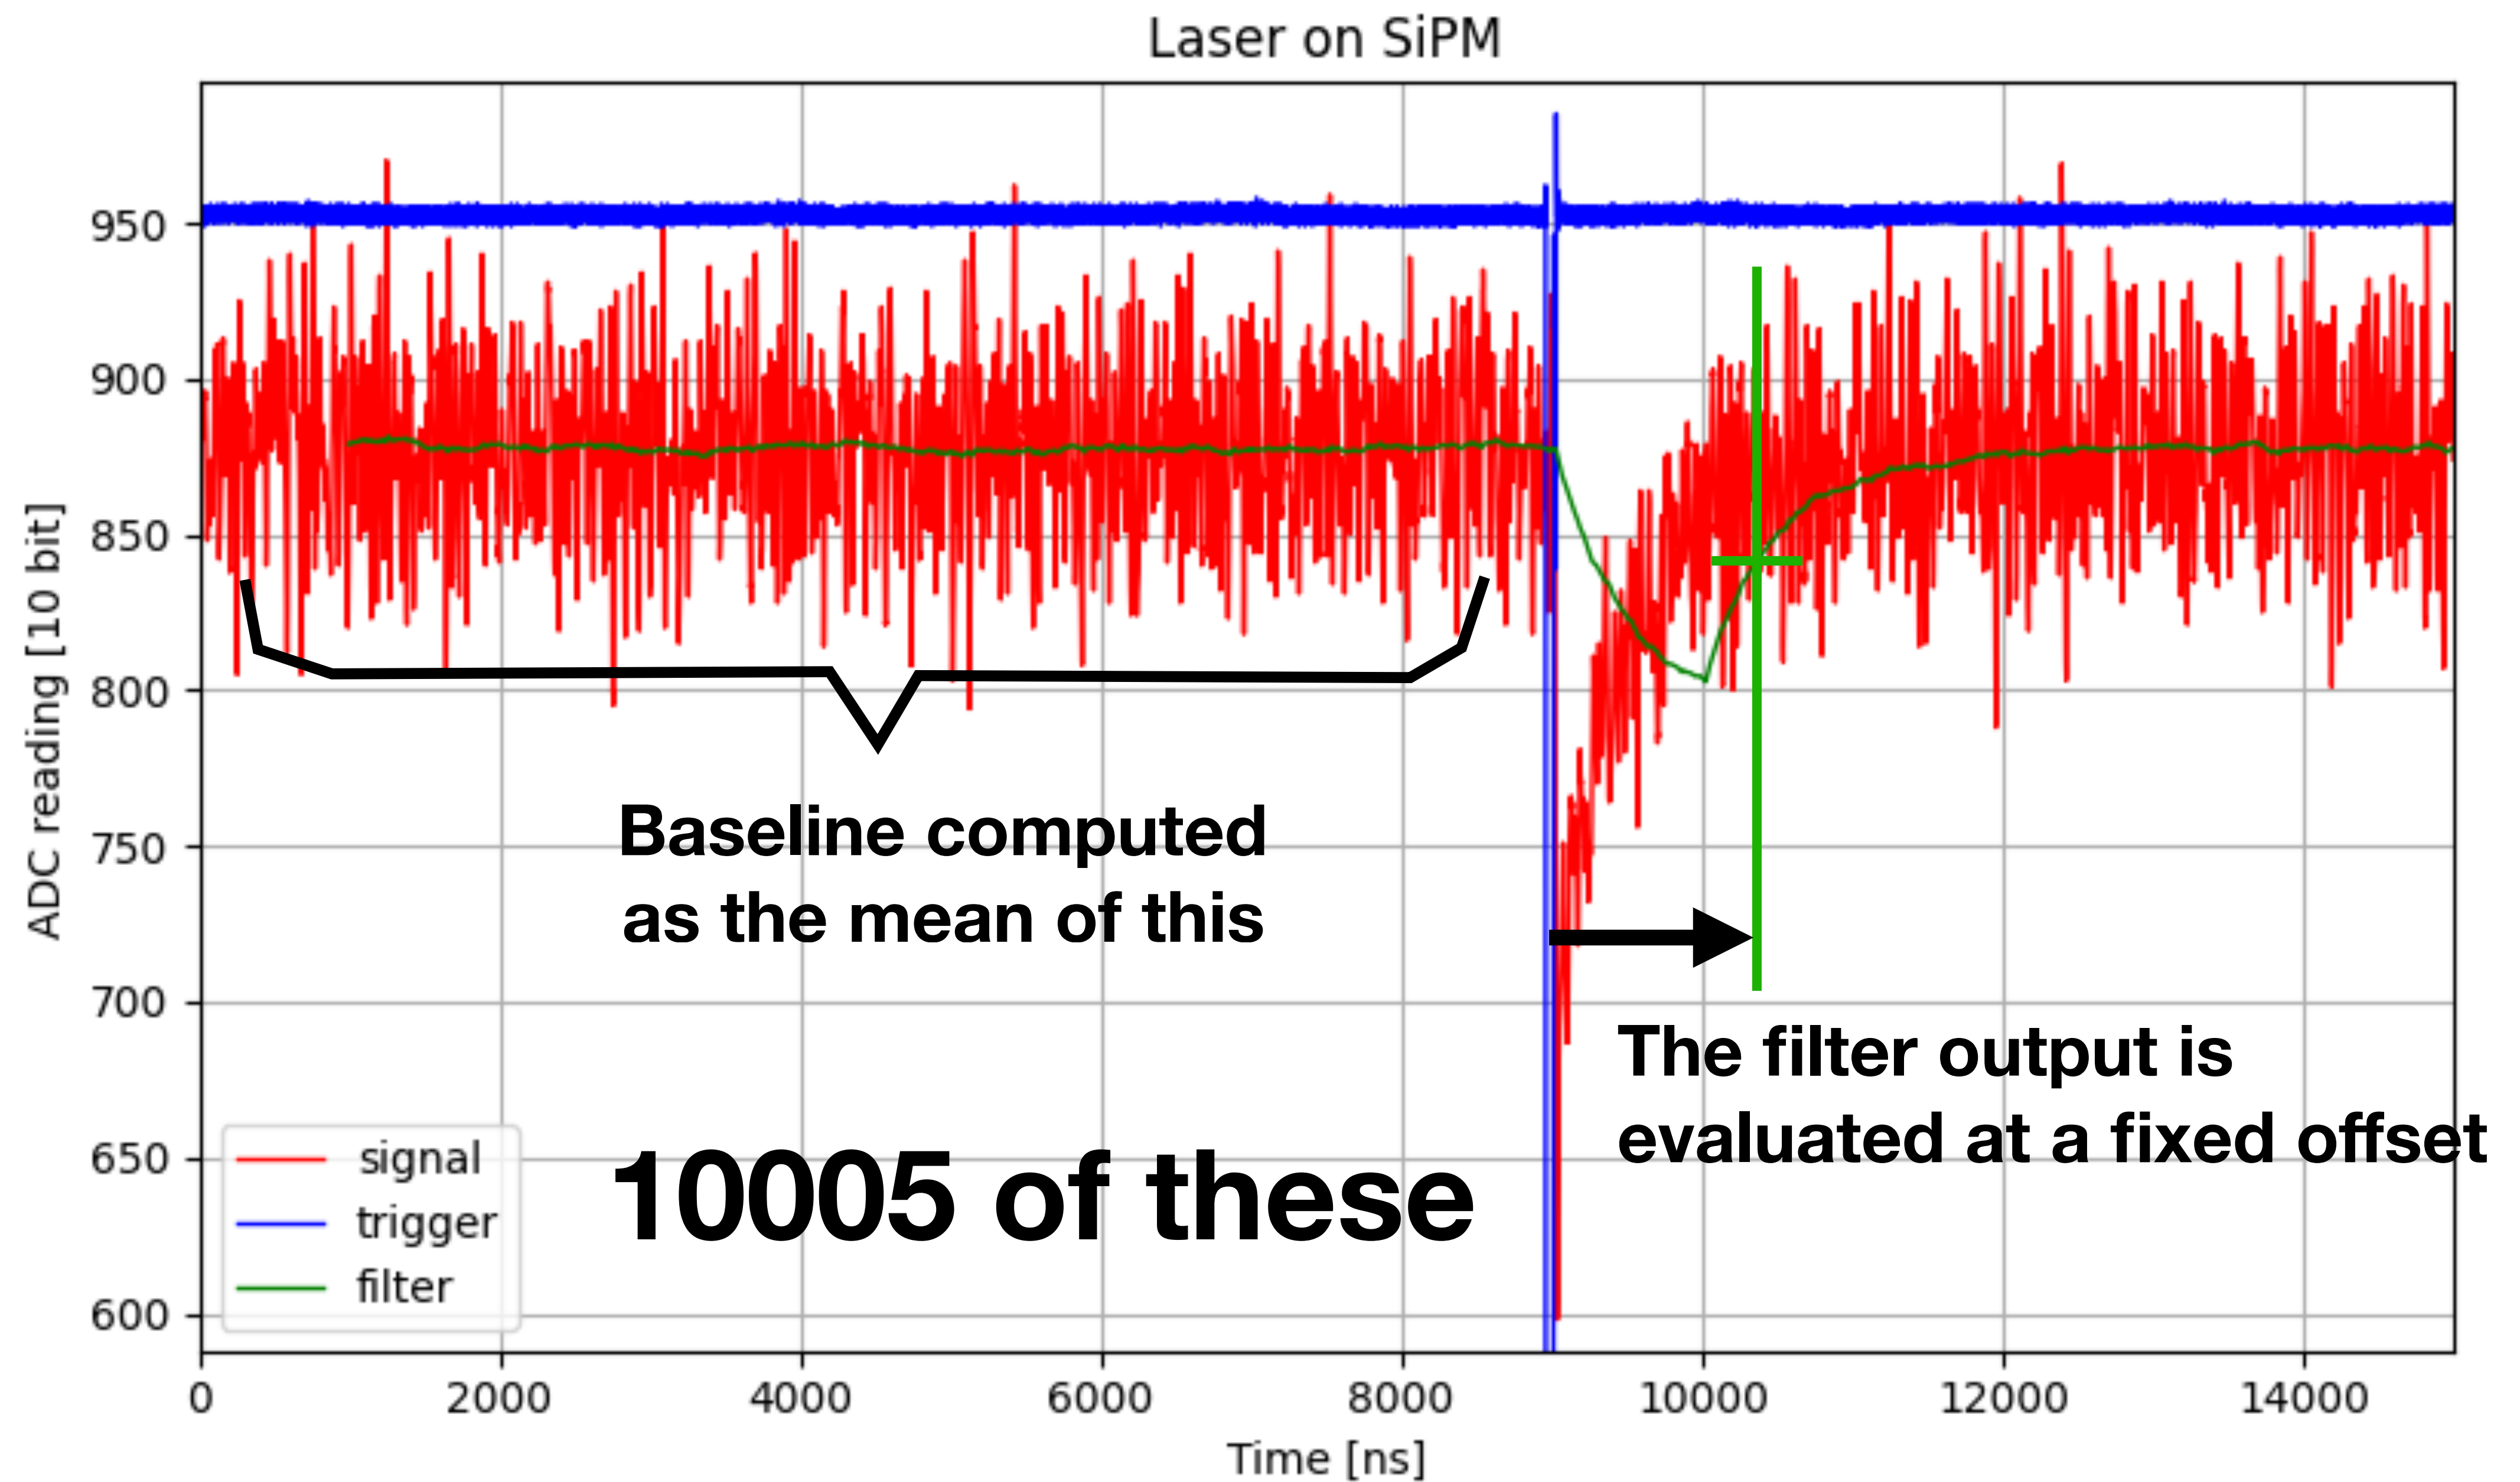 Laser on SiPM
ADC reading [10 bit]
950
900
850
800
750
700
650
600
Baseline computed
as the mean of this
The filter output is
evaluated at a fixed offset
10005 of these
signal
trigger
filter
0
2000
4000
6000
8000
10000
12000
14000
Time [ns]